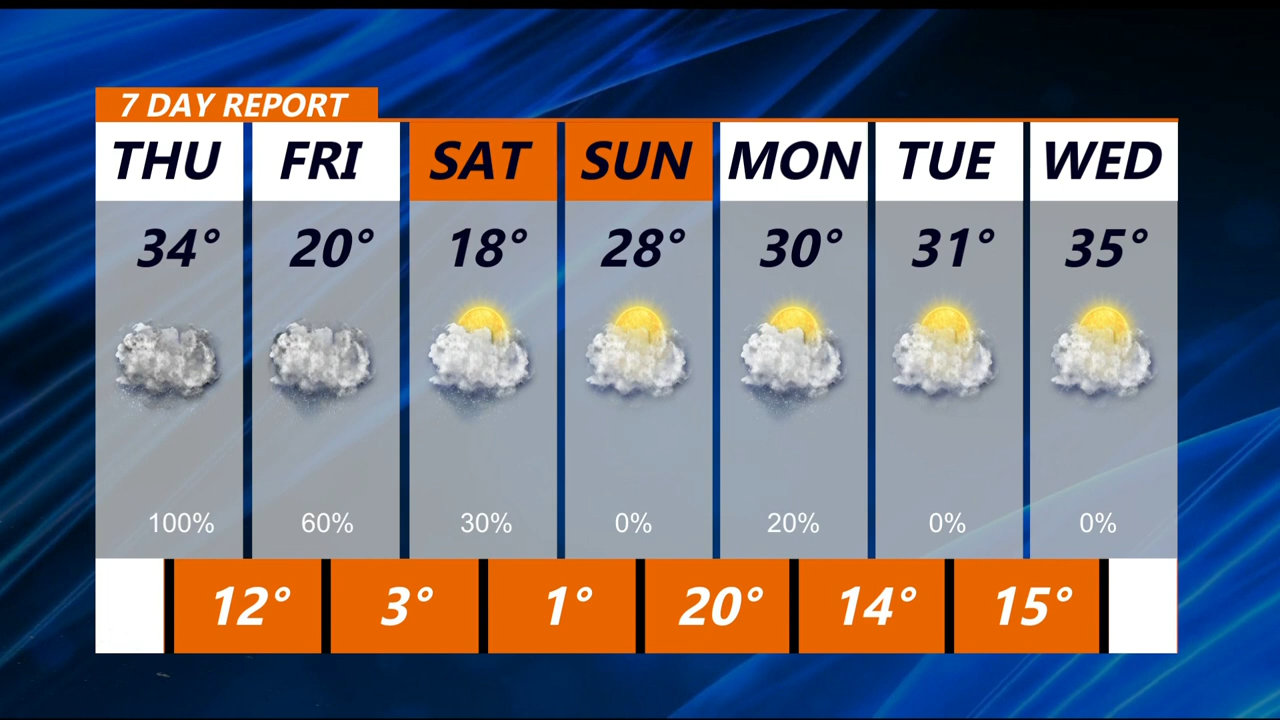 7 DAY REPORT
THU FRI SAT SUN MON TUE WED
34° 20° 18° 28° 30° 31° 35°
100% 60% 30% 0% 20% 0% 0%
12° 3° 1° 20° 14° 15°